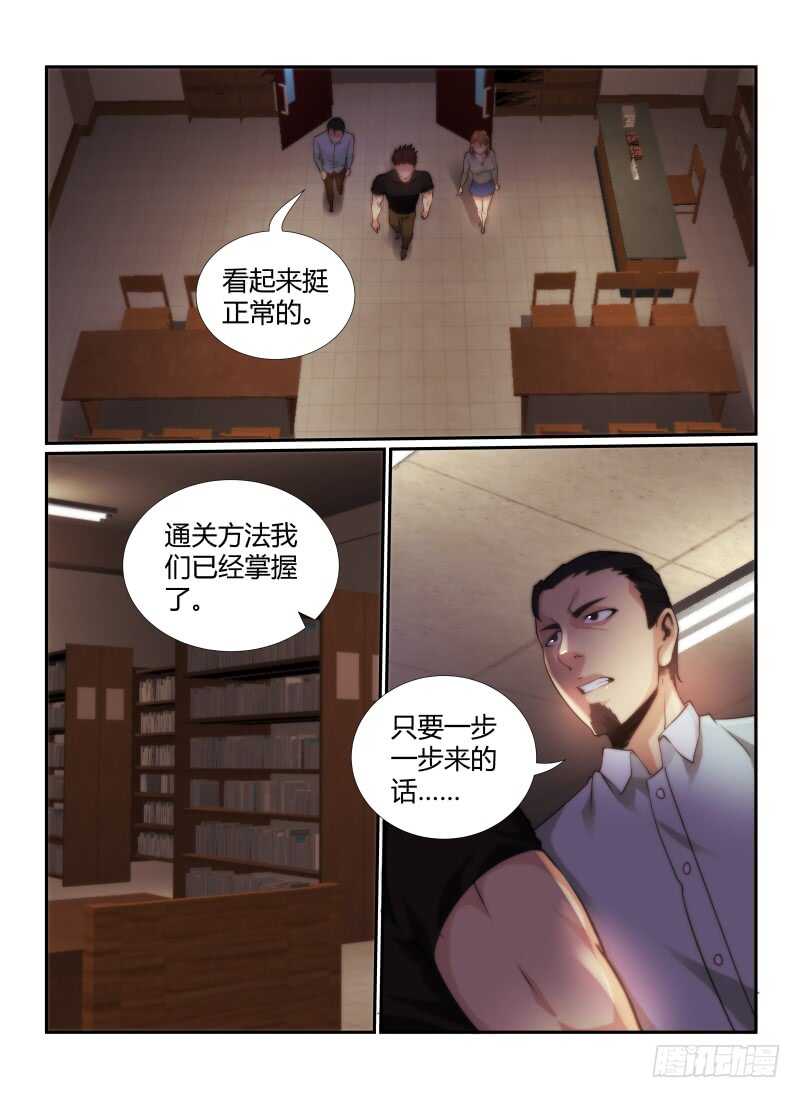 看起来挺
正常的。
通关方法我
们已经掌握
了。
只要一步
一步来的
话……
腾讯动漫